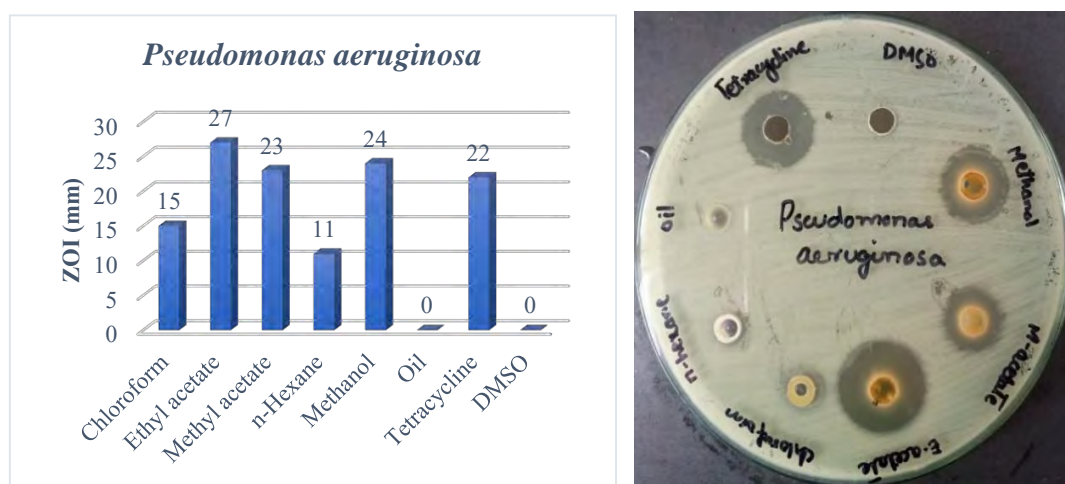 Pseudomonas aeruginosa
ZOI (mm)
30
25
20
15
10
5
0
15
27
23
11
24
0
22
0
Chloroform
Ethyl acetate
Methyl acetate
n-Hexane
Methanol
Oil
Tetracycline
DMSO
Tetracycline
DMSO
Methanol
oil
Pseudomonas
aeruginosa
n-hexane
M-acetate
chloroform
E-acetate